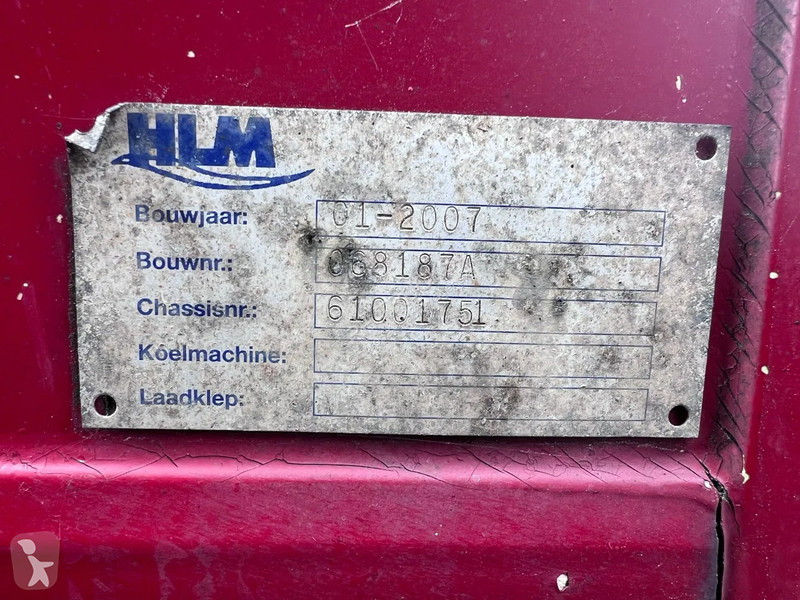 HLM
Bouwjaar: 01-2007
Bouwnr.: 068187A
Chassisnr.: 61001751
Koelmachine:
Laadklep: